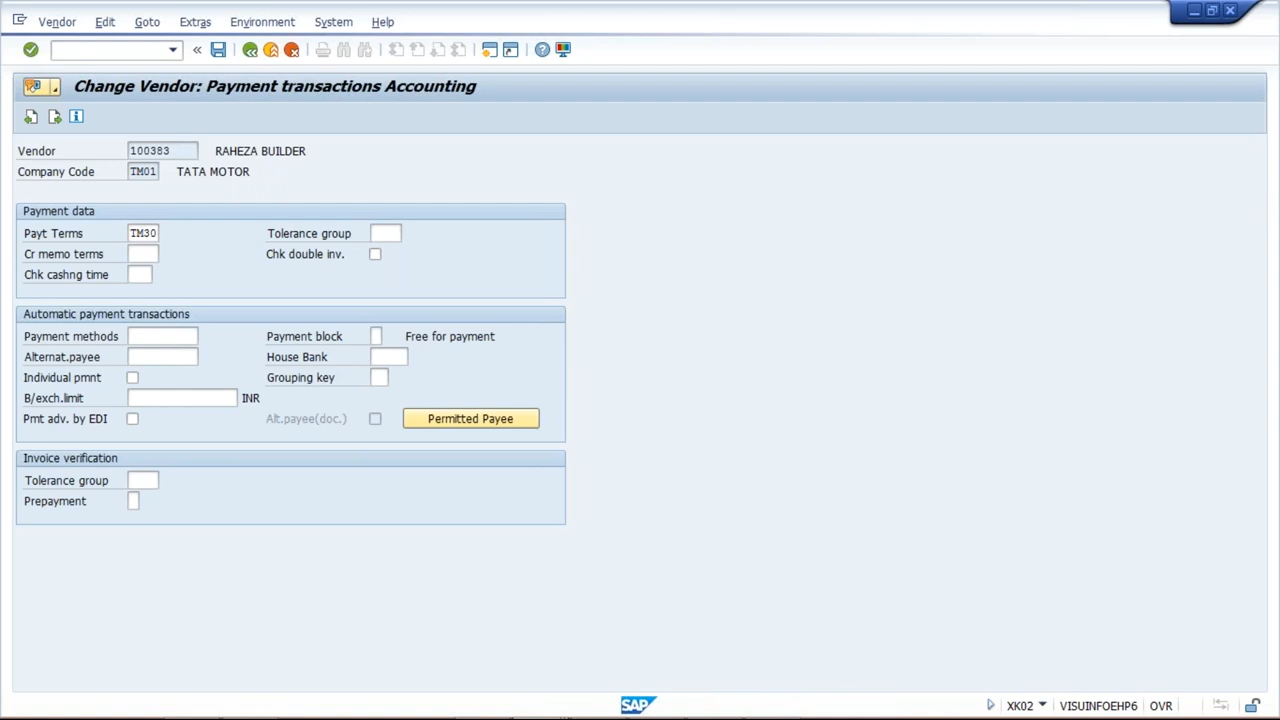 Vendor Edit Goto Extras Environment System Help
Change Vendor: Payment transactions Accounting
Vendor 100383 RAHEZA BUILDER
Company Code TM01 TATA MOTOR
Payment data
Payt Terms TM30 Tolerance group
Cr memo terms Chk double inv.
Chk cashng time
Automatic payment transactions
Payment methods Payment block Free for payment
Alternat.payee House Bank
Individual pmnt Grouping key
B/exch.limit INR
Pmt adv. by EDI Alt.payee(doc.) Permitted Payee
Invoice verification
Tolerance group
Prepayment
SAP XK02 VISUINFOEHP6 OVR